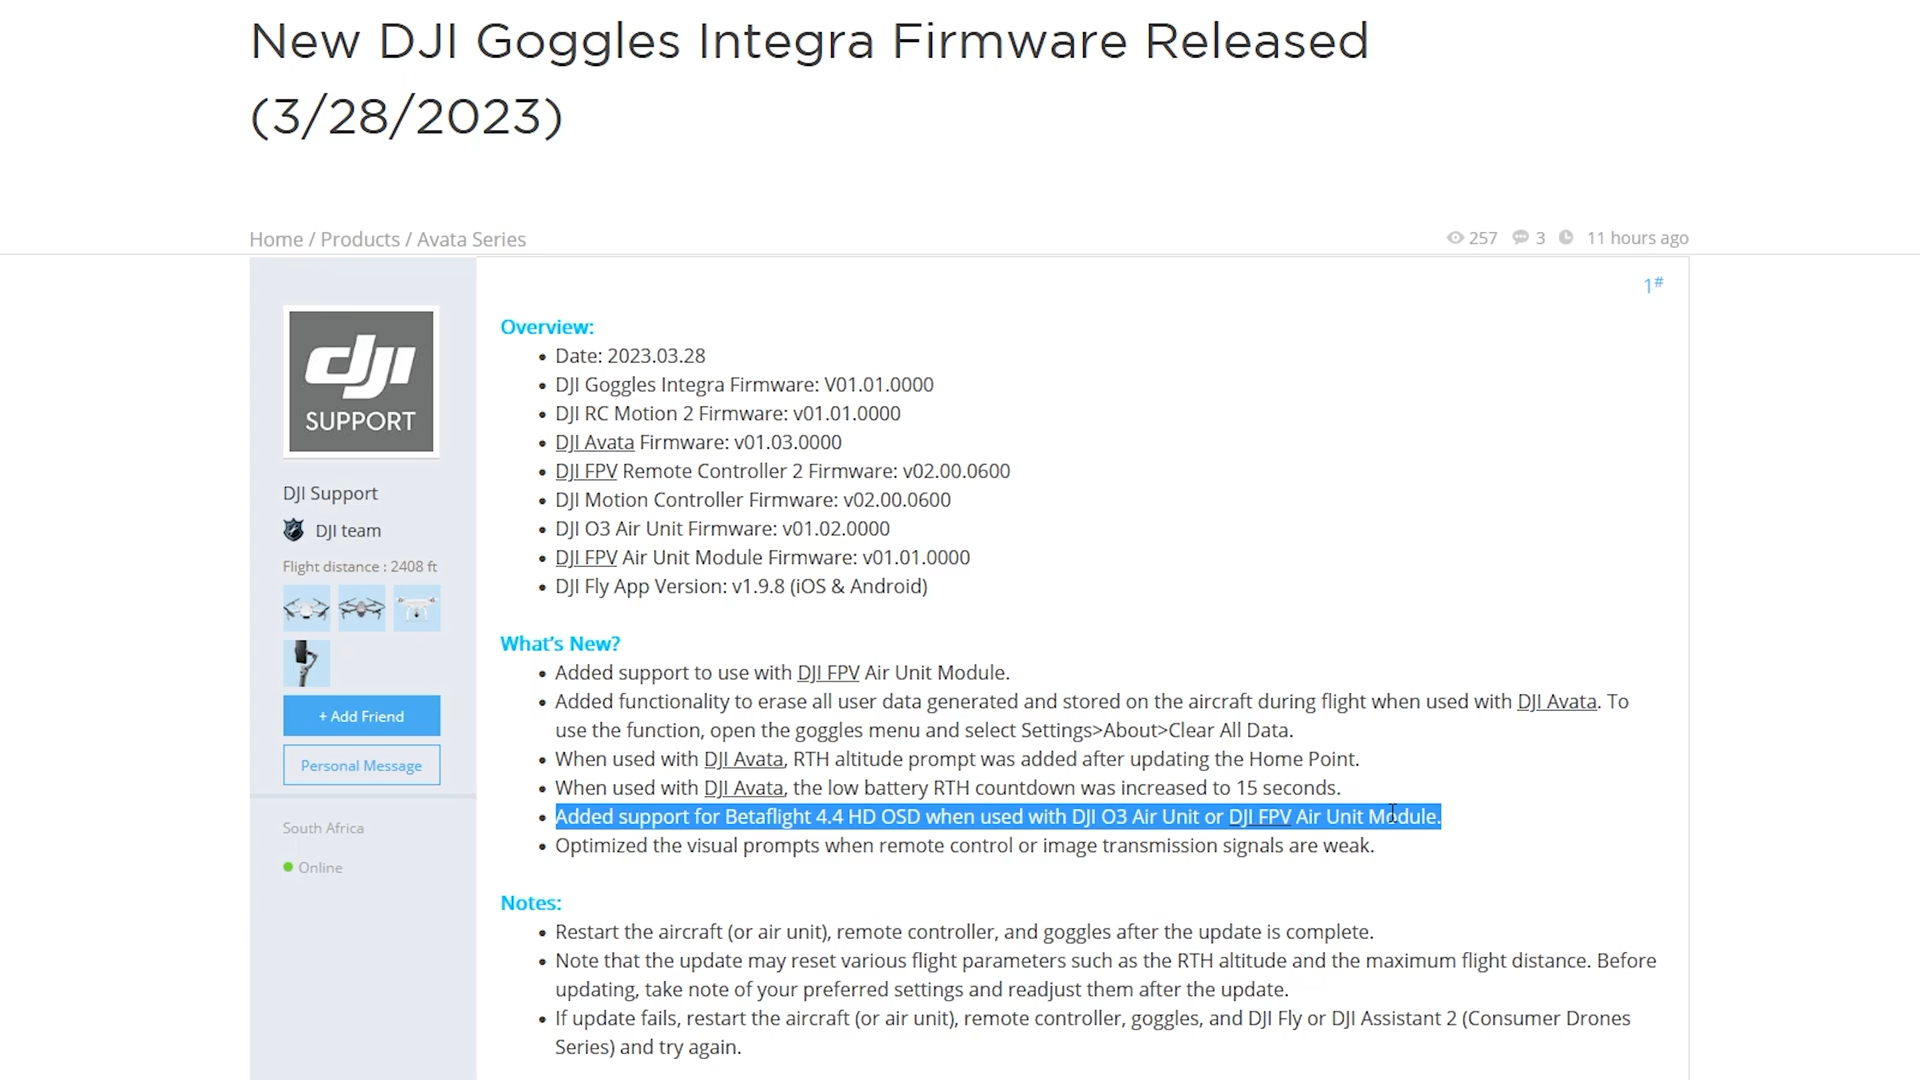 New DJI Goggles Integra Firmware Released
(3/28/2023)
Home / Products / Avata Series
257 3 11 hours ago
1#
dji
SUPPORT
DJI Support
DJI team
Flight distance : 2408 ft
+ Add Friend
Personal Message
South Africa
Online
Overview:
• Date: 2023.03.28
• DJI Goggles Integra Firmware: V01.01.0000
• DJI RC Motion 2 Firmware: v01.01.0000
• DJI Avata Firmware: v01.03.0000
• DJI FPV Remote Controller 2 Firmware: v02.00.0600
• DJI Motion Controller Firmware: v02.00.0600
• DJI O3 Air Unit Firmware: v01.02.0000
• DJI FPV Air Unit Module Firmware: v01.01.0000
• DJI Fly App Version: v1.9.8 (iOS & Android)
What's New?
• Added support to use with DJI FPV Air Unit Module.
• Added functionality to erase all user data generated and stored on the aircraft during flight when used with DJI Avata. To
use the function, open the goggles menu and select Settings>About>Clear All Data.
• When used with DJI Avata, RTH altitude prompt was added after updating the Home Point.
• When used with DJI Avata, the low battery RTH countdown was increased to 15 seconds.
• Added support for Betaflight 4.4 HD OSD when used with DJI O3 Air Unit or DJI FPV Air Unit Module.
• Optimized the visual prompts when remote control or image transmission signals are weak.
Notes:
• Restart the aircraft (or air unit), remote controller, and goggles after the update is complete.
• Note that the update may reset various flight parameters such as the RTH altitude and the maximum flight distance. Before
updating, take note of your preferred settings and readjust them after the update.
• If update fails, restart the aircraft (or air unit), remote controller, goggles, and DJI Fly or DJI Assistant 2 (Consumer Drones
Series) and try again.